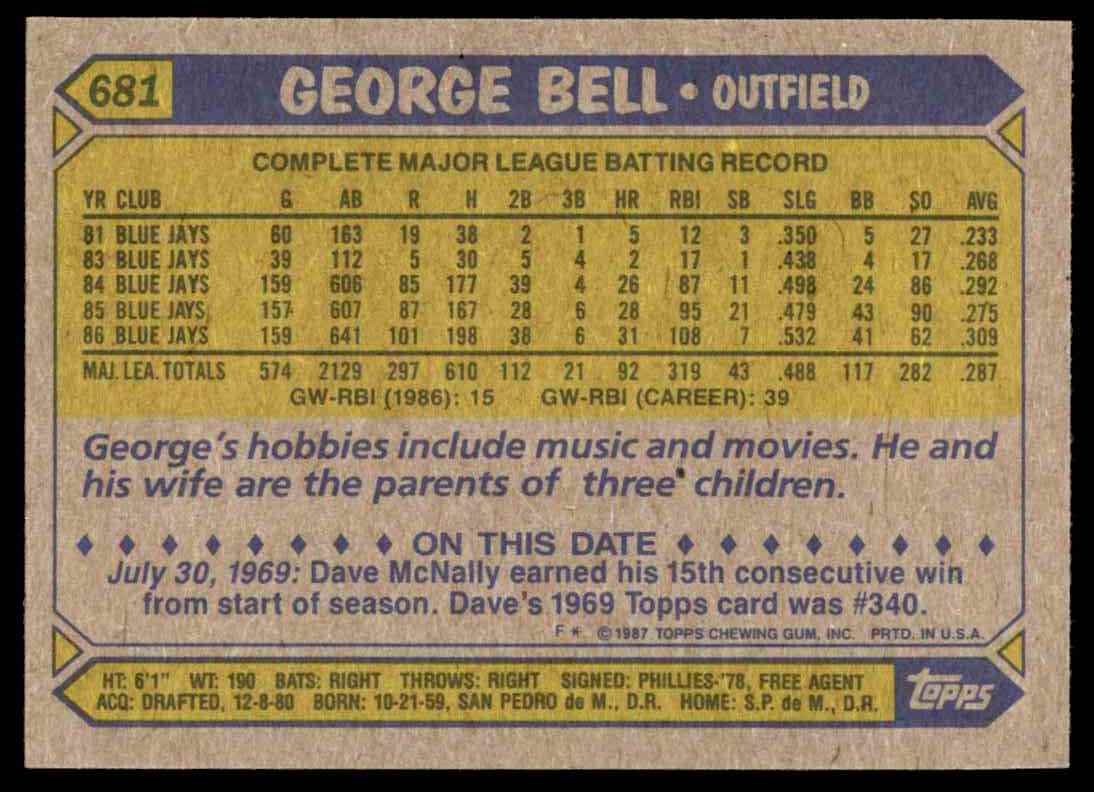 681 GEORGE BELL • OUTFIELD
COMPLETE MAJOR LEAGUE BATTING RECORD
YR CLUB G AB R H 2B 3B HR RBI SB SLG BB SO AVG
81 BLUE JAYS 60 163 19 38 2 1 5 12 3 .350 5 27 .233
83 BLUE JAYS 39 112 5 30 5 4 2 17 1 .438 4 17 .268
84 BLUE JAYS 159 606 85 177 39 4 26 87 11 .498 24 86 .292
85 BLUE JAYS 157 607 87 167 28 6 28 95 21 .479 43 90 .275
86 BLUE JAYS 159 641 101 198 38 6 31 108 7 .532 41 62 .309
MAJ. LEA. TOTALS 574 2129 297 610 112 21 92 319 43 .488 117 282 .287
GW-RBI (1986): 15 GW-RBI (CAREER): 39
George's hobbies include music and movies. He and
his wife are the parents of three children.
♦ ♦ ♦ ♦ ♦ ♦ ♦ ♦ ON THIS DATE ♦ ♦ ♦ ♦ ♦ ♦ ♦ ♦
July 30, 1969: Dave McNally earned his 15th consecutive win
from start of season. Dave's 1969 Topps card was #340.
F* ©1987 TOPPS CHEWING GUM, INC. PRTD. IN U.S.A.
HT: 6'1" WT: 190 BATS: RIGHT THROWS: RIGHT SIGNED: PHILLIES-'78, FREE AGENT
ACQ: DRAFTED, 12-8-80 BORN: 10-21-59, SAN PEDRO de M., D.R. HOME: S.P. de M., D.R.
topps